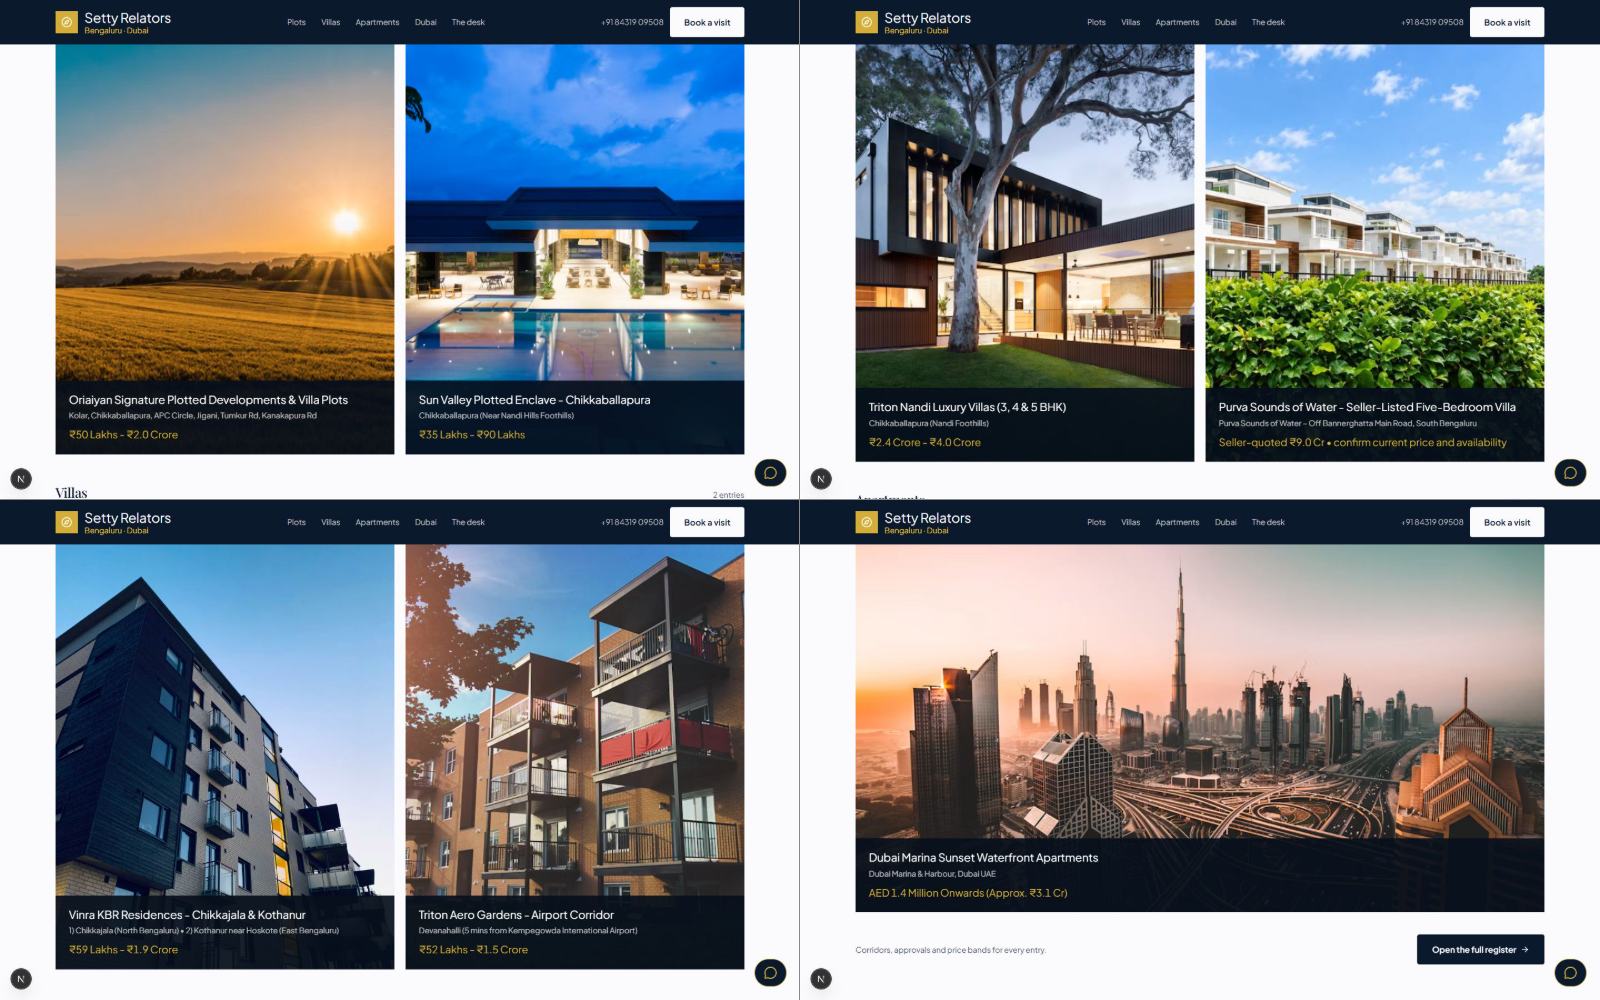 Setty Relators
Bengaluru · Dubai
Plots Villas Apartments Dubai The desk
+91 84319 09508
Book a visit
Oriaiyan Signature Plotted Developments & Villa Plots
Kolar, Chikkaballapura, APC Circle, Jigani, Tumkur Rd, Kanakapura Rd
₹50 Lakhs - ₹2.0 Crore
Sun Valley Plotted Enclave - Chikkaballapura
Chikkaballapura (Near Nandi Hills Foothills)
₹35 Lakhs - ₹90 Lakhs
Villas
2 entries
N
Setty Relators
Bengaluru · Dubai
Plots Villas Apartments Dubai The desk
+91 84319 09508
Book a visit
Triton Nandi Luxury Villas (3, 4 & 5 BHK)
Chikkaballapura (Nandi Foothills)
₹2.4 Crore - ₹4.0 Crore
Purva Sounds of Water - Seller-Listed Five-Bedroom Villa
Purva Sounds of Water – Off Bannerghatta Main Road, South Bengaluru
Seller-quoted ₹9.0 Cr • confirm current price and availability
Apartments
N
Setty Relators
Bengaluru · Dubai
Plots Villas Apartments Dubai The desk
+91 84319 09508
Book a visit
Vinra KBR Residences - Chikkajala & Kothanur
1) Chikkajala (North Bengaluru) • 2) Kothanur near Hoskote (East Bengaluru)
₹59 Lakhs - ₹1.9 Crore
Triton Aero Gardens - Airport Corridor
Devanahalli (5 mins from Kempegowda International Airport)
₹52 Lakhs - ₹1.5 Crore
N
Setty Relators
Bengaluru · Dubai
Plots Villas Apartments Dubai The desk
+91 84319 09508
Book a visit
Dubai Marina Sunset Waterfront Apartments
Dubai Marina & Harbour, Dubai UAE
AED 1.4 Million Onwards (Approx. ₹3.1 Cr)
Corridors, approvals and price bands for every entry.
Open the full register →
N